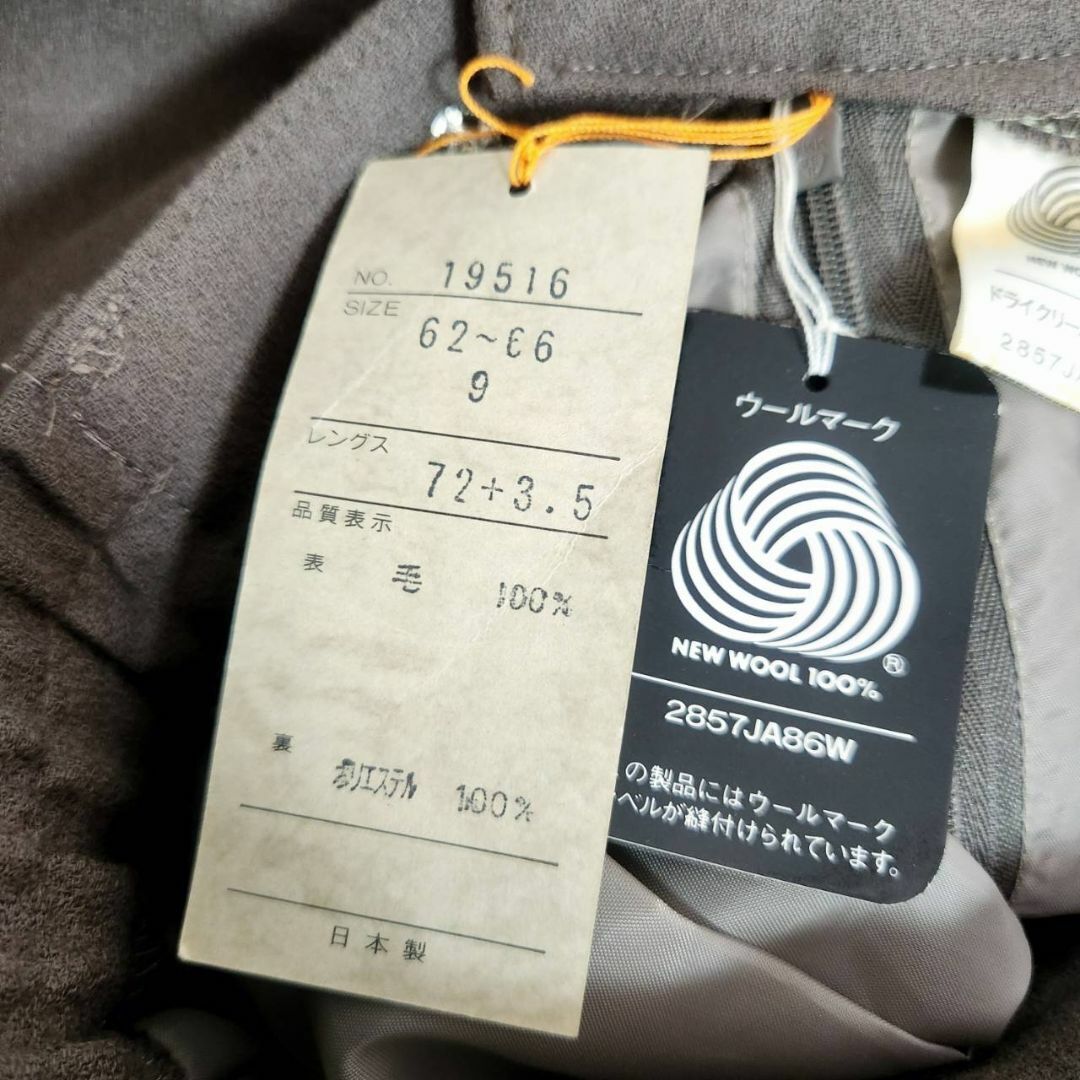 NO. 19516
SIZE
62~66
9
レングス
72+3.5
品質表示
表 毛 100%
裏 ポリエステル 100%
日本製
ウールマーク
NEW WOOL 100%
®
2857JA86W
の製品にはウールマーク
ベルが縫付けられています。
NEW WO
ドライクリー
2857JA